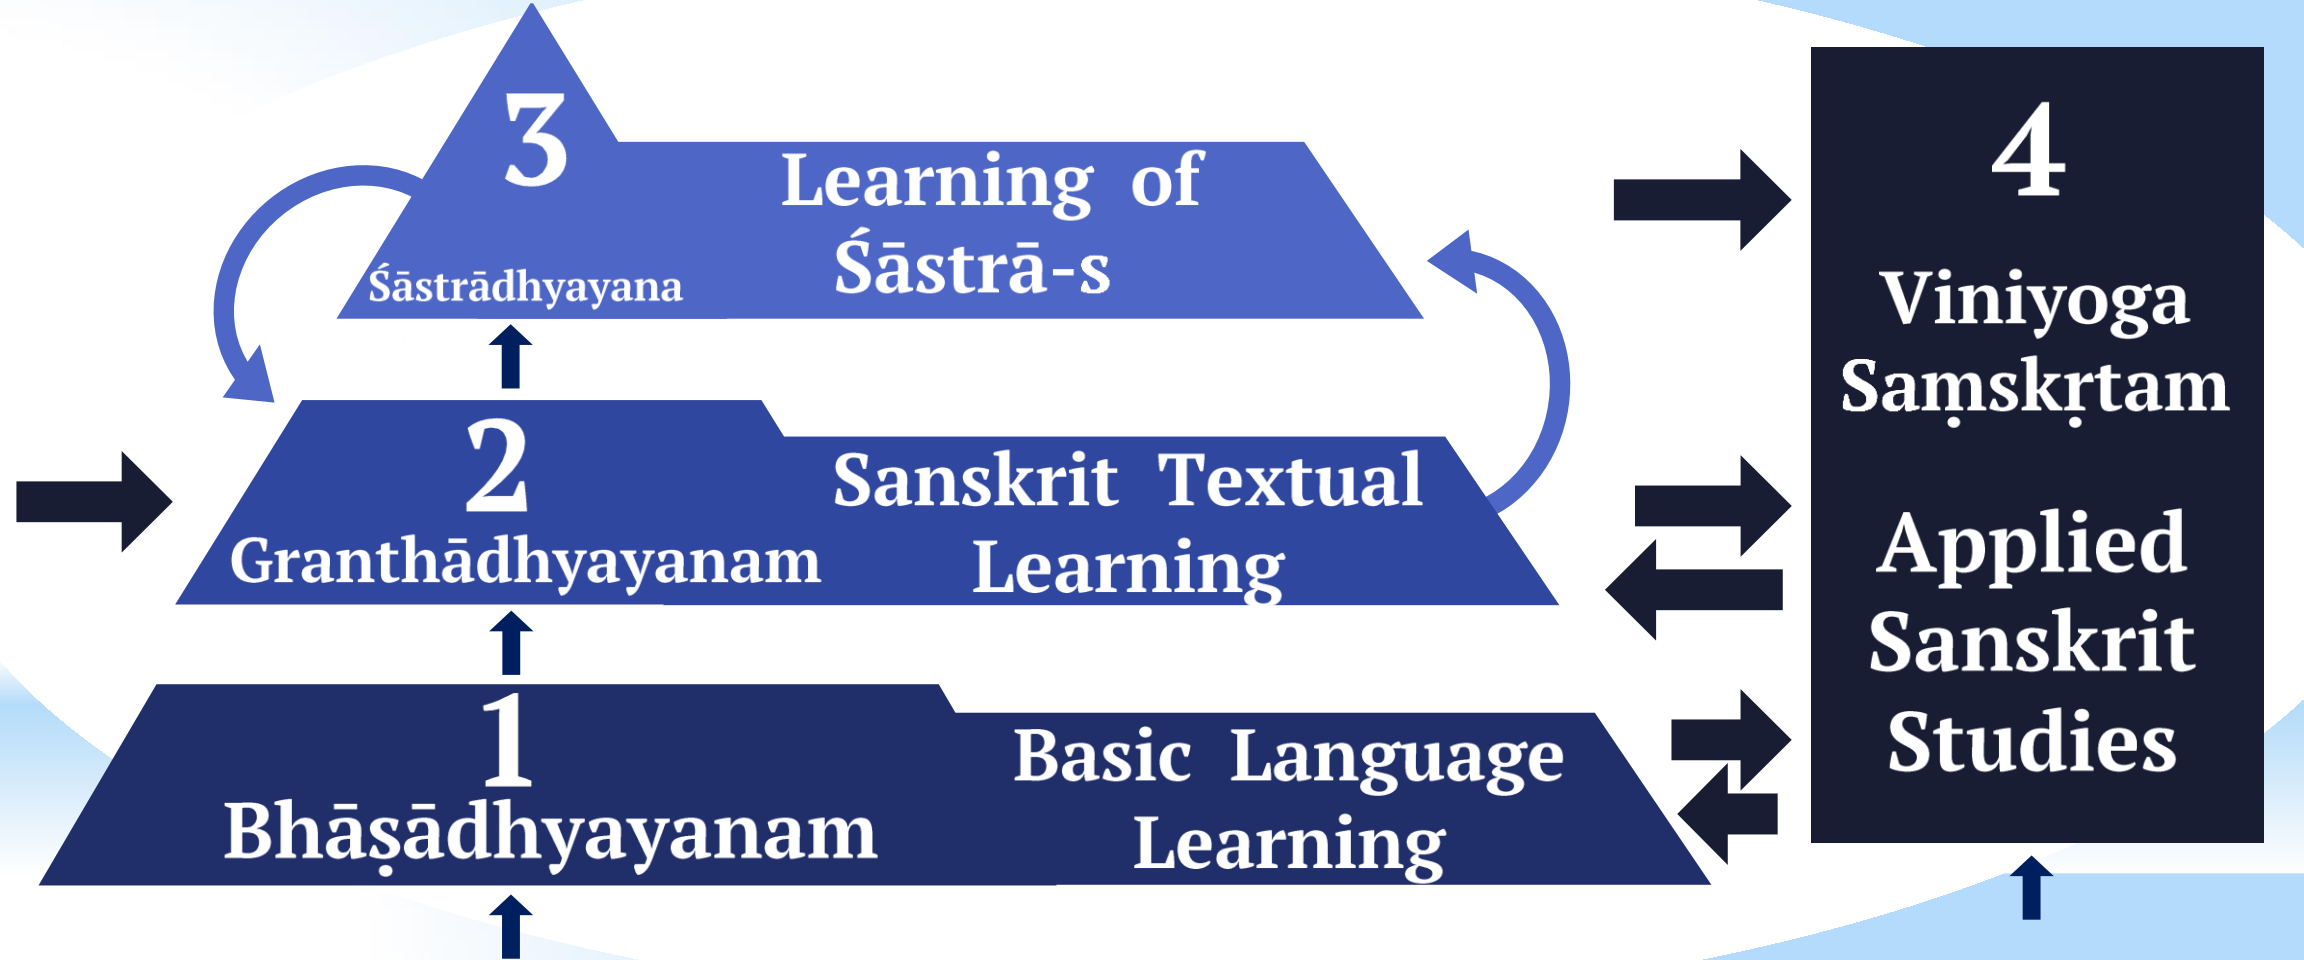 3
Śāstrādhyayana
Learning of
Śāstrā-s
2
Granthādhyayanam
Sanskrit Textual
Learning
1
Bhāṣādhyayanam
Basic Language
Learning
4
Viniyoga
Saṃskṛtam
Applied
Sanskrit
Studies